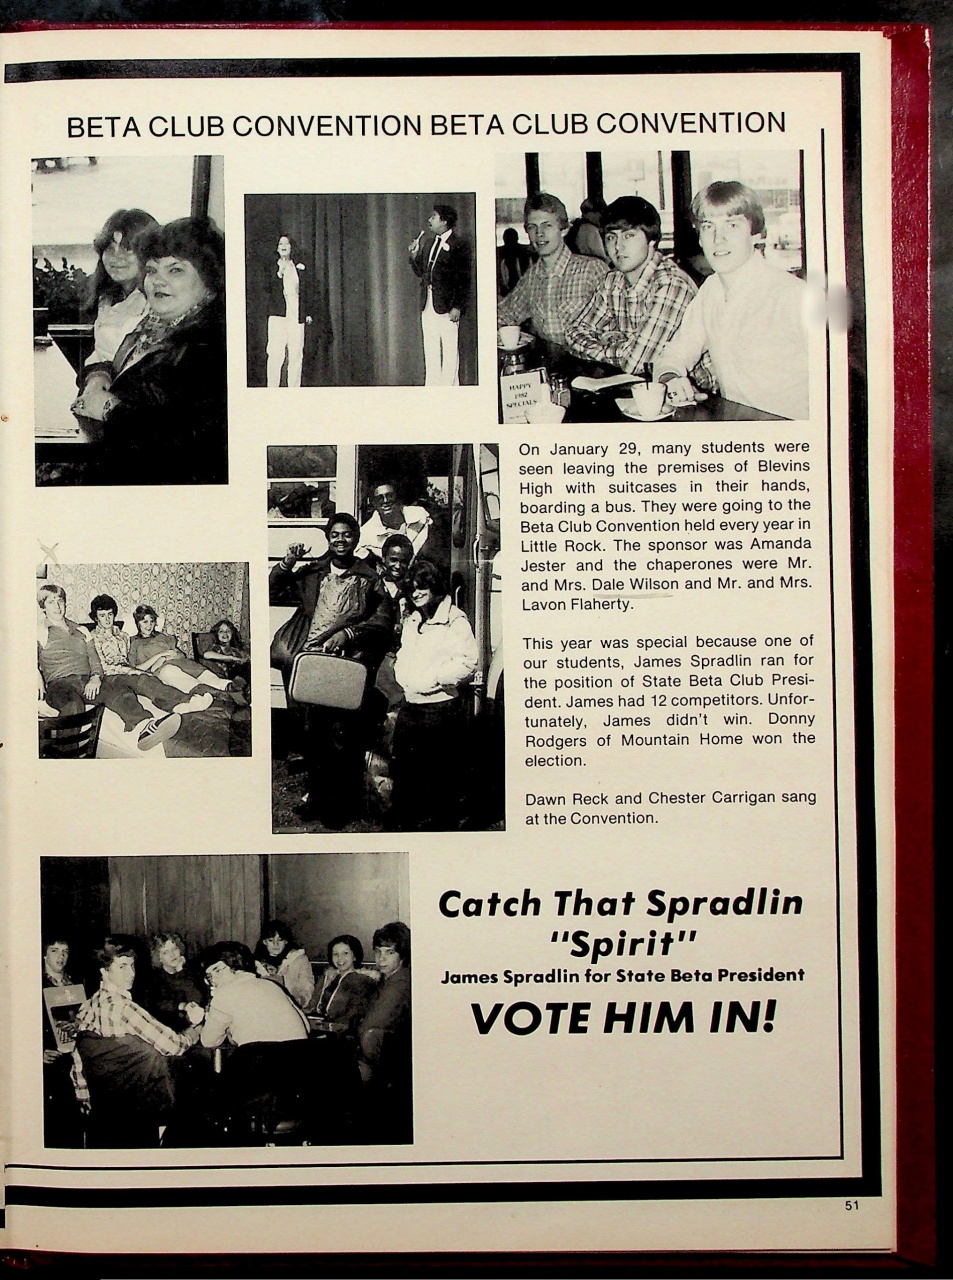 BETA CLUB CONVENTION BETA CLUB CONVENTION
HAPPY
1982
SPECIALS
On January 29, many students were
seen leaving the premises of Blevins
High with suitcases in their hands,
boarding a bus. They were going to the
Beta Club Convention held every year in
Little Rock. The sponsor was Amanda
Jester and the chaperones were Mr.
and Mrs. Dale Wilson and Mr. and Mrs.
Lavon Flaherty.
This year was special because one of
our students, James Spradlin ran for
the position of State Beta Club Presi-
dent. James had 12 competitors. Unfor-
tunately, James didn't win. Donny
Rodgers of Mountain Home won the
election.
Dawn Reck and Chester Carrigan sang
at the Convention.
Catch That Spradlin
"Spirit"
James Spradlin for State Beta President
VOTE HIM IN!
51